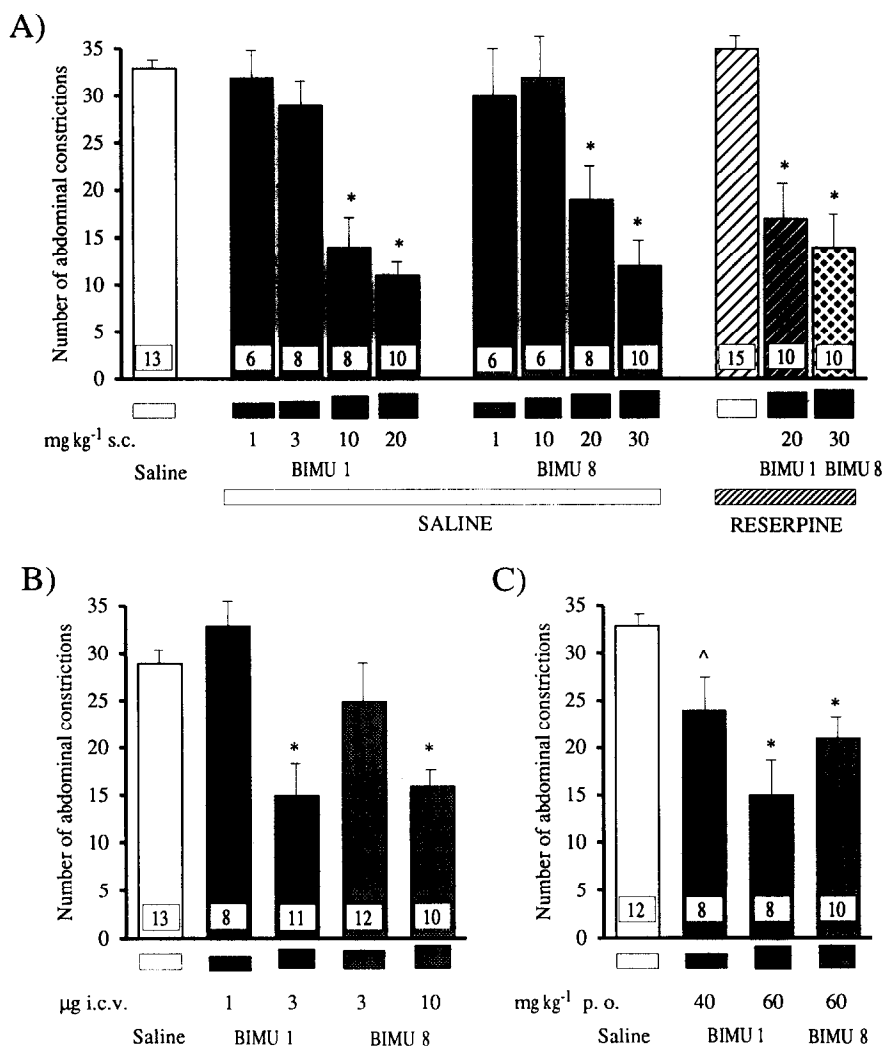 A)
Number of abdominal constrictions
35
30
25
20
15
10
5
0
* * * * * *
13 6 8 8 10 6 6 8 10 15 10 10
mg kg⁻¹ s.c. 1 3 10 20 1 10 20 30 20 30
Saline BIMU 1 BIMU 8 BIMU 1 BIMU 8
SALINE RESERPINE
B)
Number of abdominal constrictions
35
30
25
20
15
10
5
0
* *
13 8 11 12 10
µg i.c.v. 1 3 3 10
Saline BIMU 1 BIMU 8
C)
Number of abdominal constrictions
35
30
25
20
15
10
5
0
^ * *
12 8 8 10
mg kg⁻¹ p. o. 40 60 60
Saline BIMU 1 BIMU 8